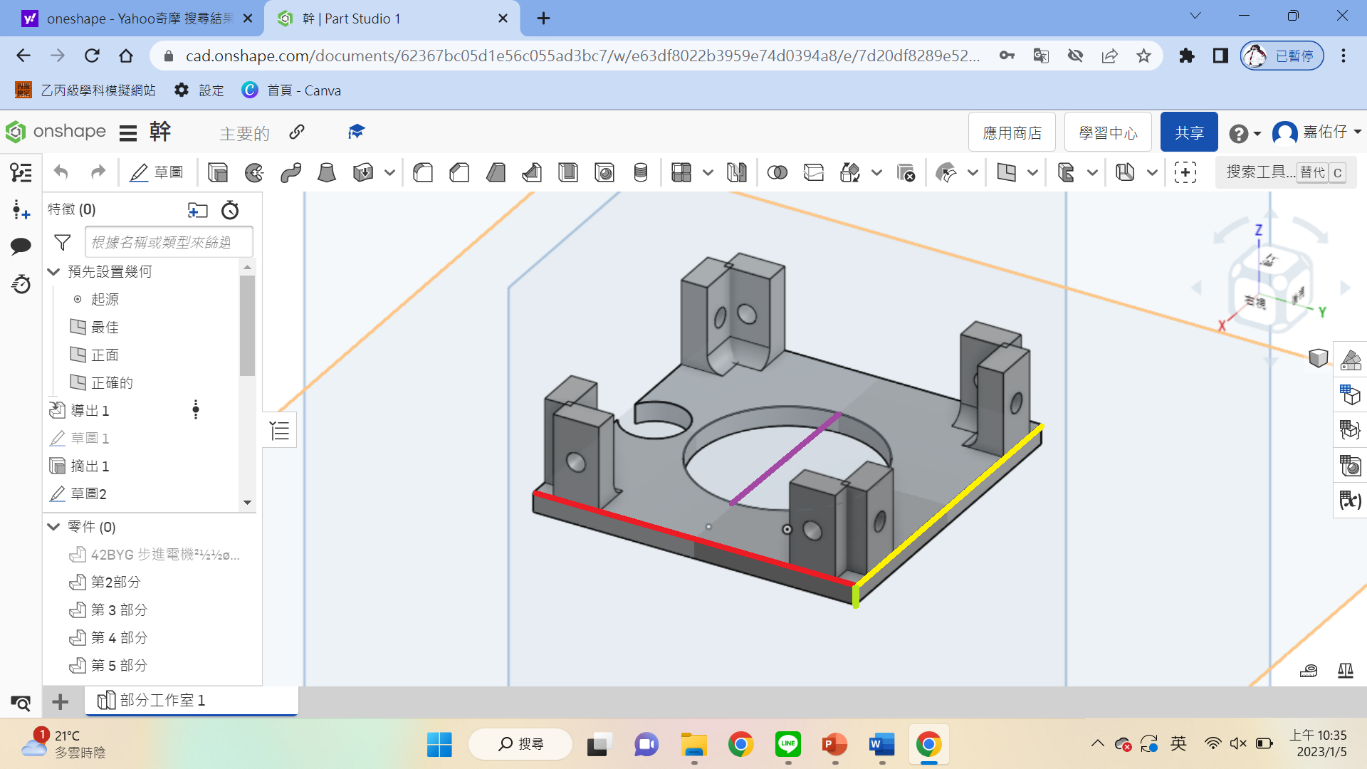 oneshape - Yahoo奇摩 搜尋結果
幹 | Part Studio 1
cad.onshape.com/documents/62367bc05d1e56c055ad3bc7/w/e63df8022b3959e74d0394a8/e/7d20df8289e52...
已暫停
乙丙級學科模擬網站
設定
首頁 - Canva
onshape
幹
主要的
應用商店
學習中心
共享
嘉佑仔
草圖
搜索工具... 替代 C
特徵 (0)
根據名稱或類型來篩選
預先設置幾何
起源
最佳
正面
正確的
導出 1
草圖 1
摘出 1
草圖2
零件 (0)
第2部分
第 3 部分
第 4 部分
第 5 部分
Z
X
Y
部分工作室 1
1
21°C
多雲時陰
搜尋
英
上午 10:35
2023/1/5